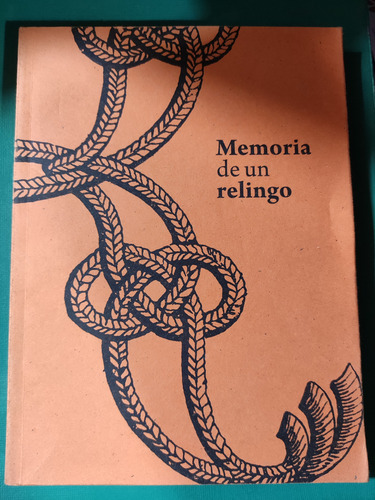 Memoria
de un
relingo